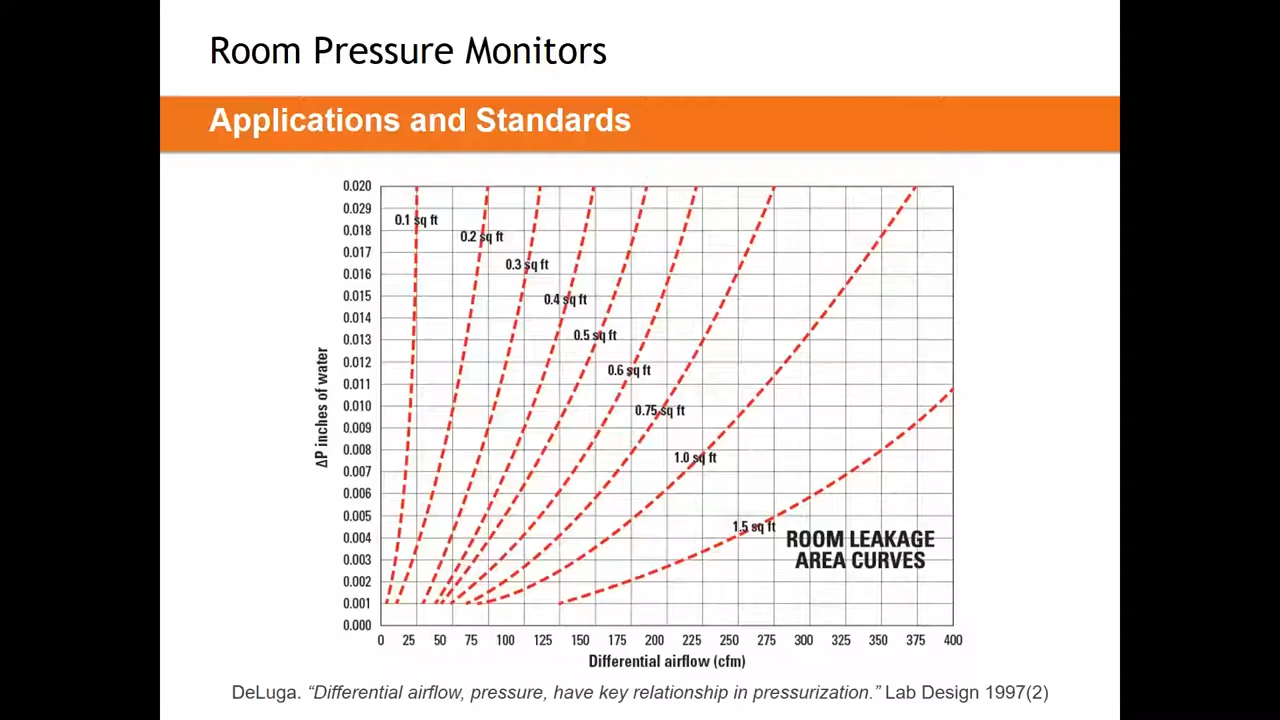 Room Pressure Monitors
Applications and Standards
0.020
0.029
0.018
0.017
0.016
0.015
0.014
0.013
0.012
0.011
0.010
0.009
0.008
0.007
0.006
0.005
0.004
0.003
0.002
0.001
0.000
ΔP inches of water
0.1 sq ft
0.2 sq ft
0.3 sq ft
0.4 sq ft
0.5 sq ft
0.6 sq ft
0.75 sq ft
1.0 sq ft
1.5 sq ft
ROOM LEAKAGE
AREA CURVES
0 25 50 75 100 125 150 175 200 225 250 275 300 325 350 375 400
Differential airflow (cfm)
DeLuga. “Differential airflow, pressure, have key relationship in pressurization.” Lab Design 1997(2)